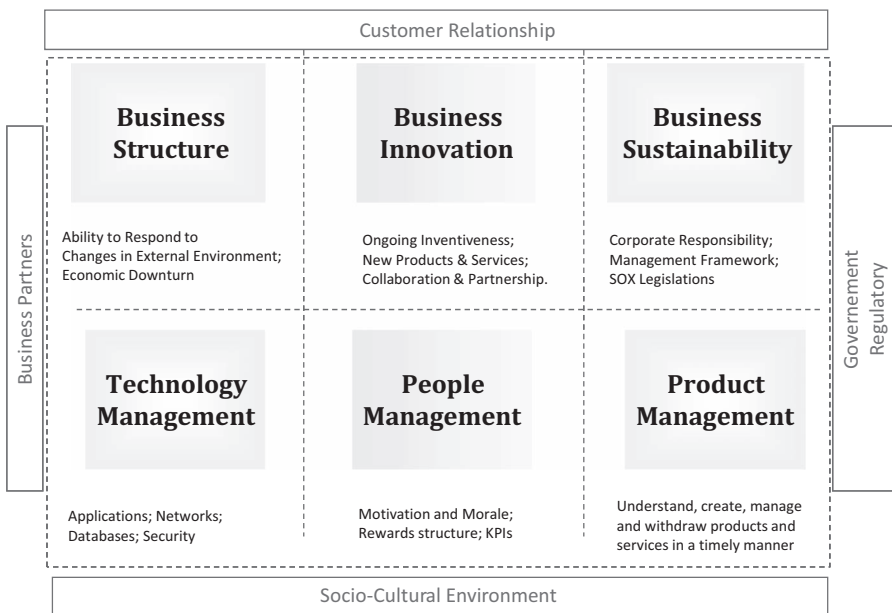 Customer Relationship
Business Partners
Business
Structure
Ability to Respond to
Changes in External Environment;
Economic Downturn
Business
Innovation
Ongoing Inventiveness;
New Products & Services;
Collaboration & Partnership.
Business
Sustainability
Corporate Responsibility;
Management Framework;
SOX Legislations
Governement
Regulatory
Technology
Management
Applications; Networks;
Databases; Security
People
Management
Motivation and Morale;
Rewards structure; KPIs
Product
Management
Understand, create, manage
and withdraw products and
services in a timely manner
Socio-Cultural Environment